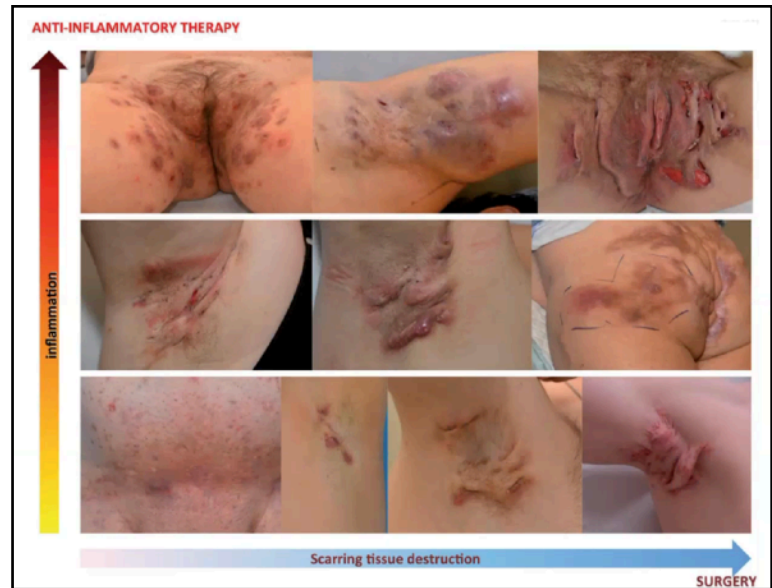 ANTI-INFLAMMATORY THERAPY
inflammation
Scarring tissue destruction
SURGERY